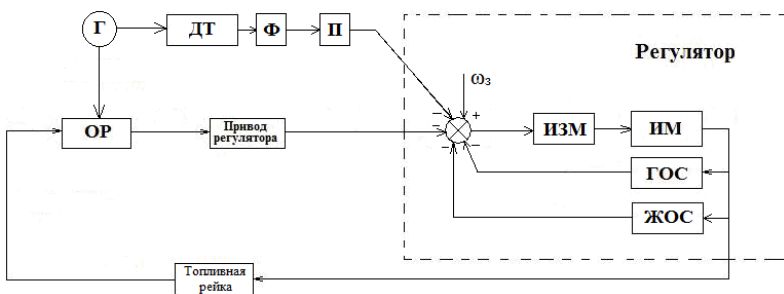 Г
ДТ
Ф
П
Регулятор
ω₃
− + − − −
ОР
Привод
регулятора
ИЗМ
ИМ
ГОС
ЖОС
Топливная
рейка